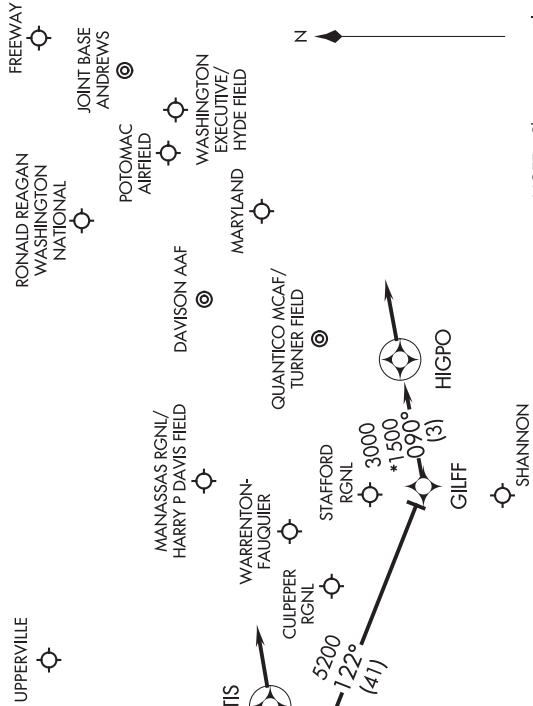 FREEWAY
JOINT BASE
ANDREWS
N
WASHINGTON
EXECUTIVE/
HYDE FIELD
POTOMAC
AIRFIELD
RONALD REAGAN
WASHINGTON
NATIONAL
MARYLAND
DAVISON AAF
QUANTICO MCAF/
TURNER FIELD
HIGPO
MANASSAS RGNL/
HARRY P DAVIS FIELD
STAFFORD
RGNL
3000
*1500
090°
(3)
GILFF
SHANNON
WARRENTON-
FAUQUIER
CULPEPER
RGNL
UPPERVILLE
5200
122°
(41)
TIS